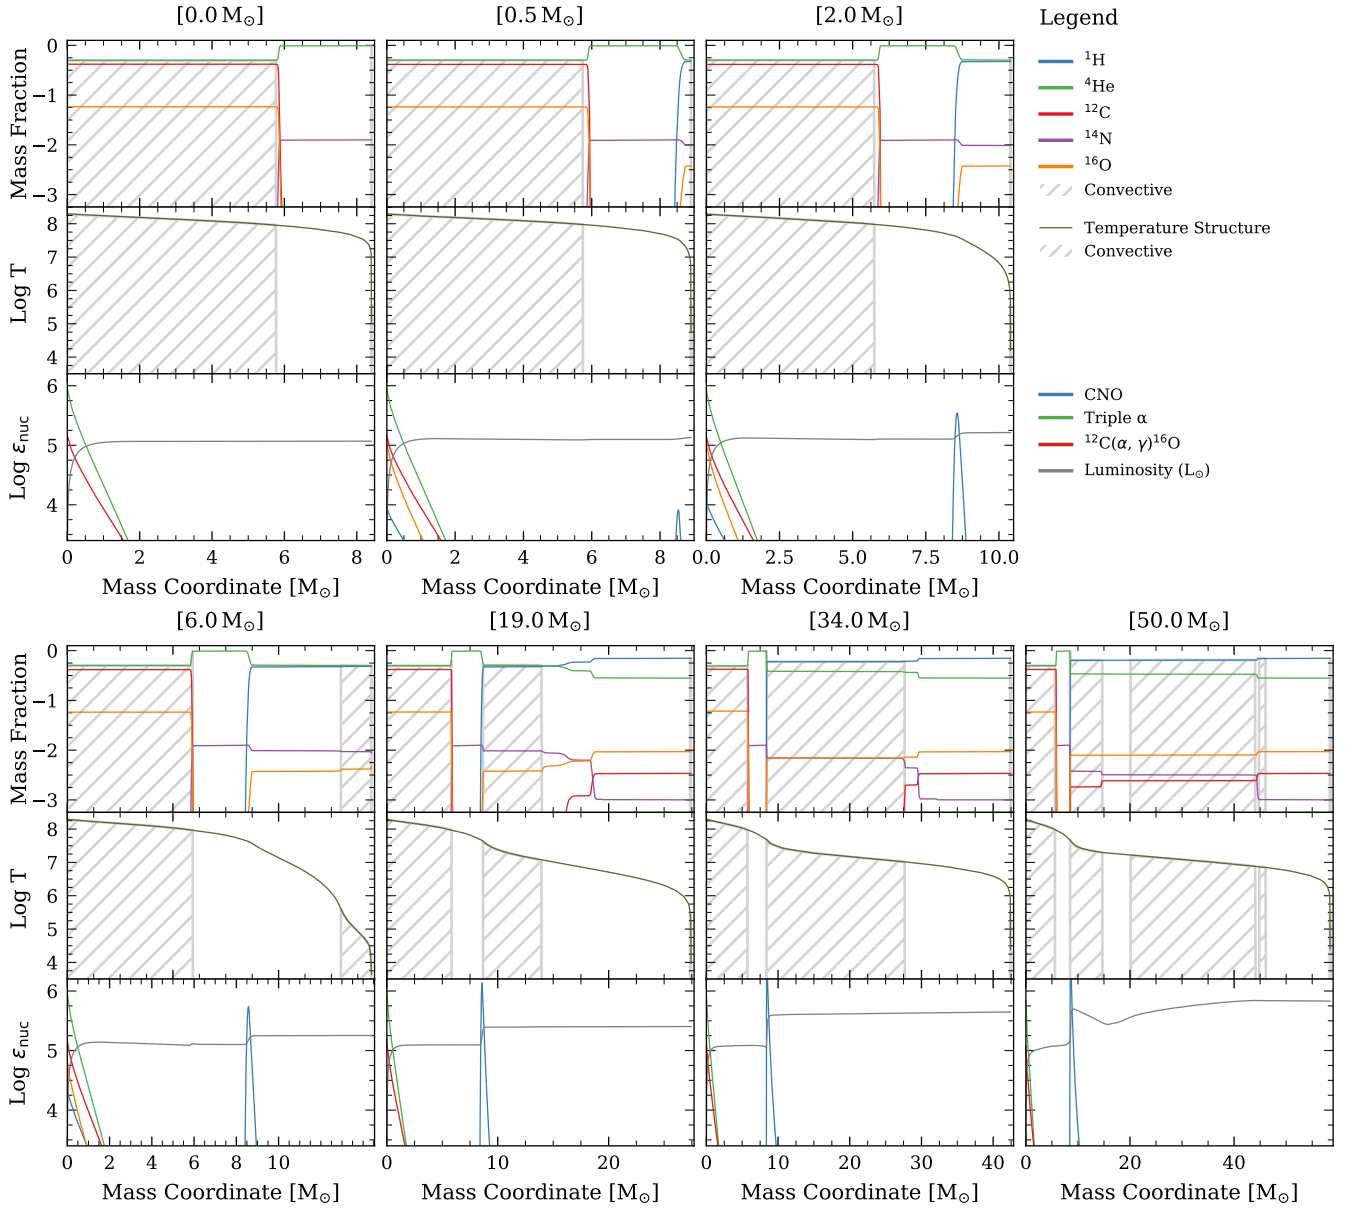 [0.0 M⊙] [0.5 M⊙] [2.0 M⊙] Legend
Mass Fraction
0
−1
−2
−3
¹H
⁴He
¹²C
¹⁴N
¹⁶O
Convective
Log T
8
7
6
5
4
Temperature Structure
Convective
Log εnuc
6
5
4
CNO
Triple α
¹²C(α, γ)¹⁶O
Luminosity (L⊙)
0 2 4 6 8 0 2 4 6 8 0.0 2.5 5.0 7.5 10.0
Mass Coordinate [M⊙] Mass Coordinate [M⊙] Mass Coordinate [M⊙]
[6.0 M⊙] [19.0 M⊙] [34.0 M⊙] [50.0 M⊙]
Mass Fraction
0
−1
−2
−3
Log T
8
7
6
5
4
Log εnuc
6
5
4
0 2 4 6 8 10 0 10 20 0 10 20 30 40 0 20 40
Mass Coordinate [M⊙] Mass Coordinate [M⊙] Mass Coordinate [M⊙] Mass Coordinate [M⊙]